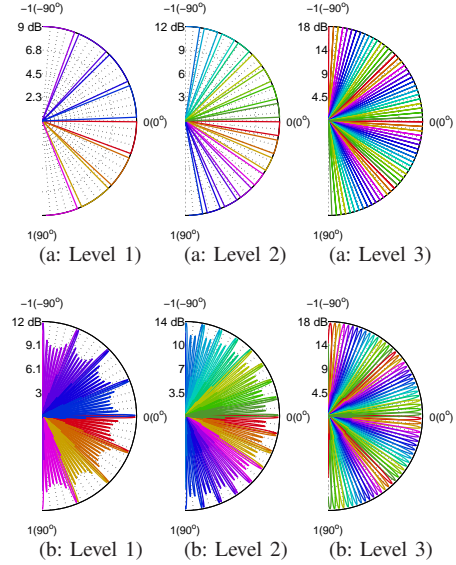 −1(−90°) −1(−90°) −1(−90°)
9 dB 12 dB 18 dB
6.8 9 14
4.5 6 9
2.3 3 4.5
0(0°) 0(0°) 0(0°)
1(90°) 1(90°) 1(90°)
(a: Level 1) (a: Level 2) (a: Level 3)
−1(−90°) −1(−90°) −1(−90°)
12 dB 14 dB 18 dB
9.1 10 14
6.1 7 9
3 3.5 4.5
0(0°) 0(0°) 0(0°)
1(90°) 1(90°) 1(90°)
(b: Level 1) (b: Level 2) (b: Level 3)